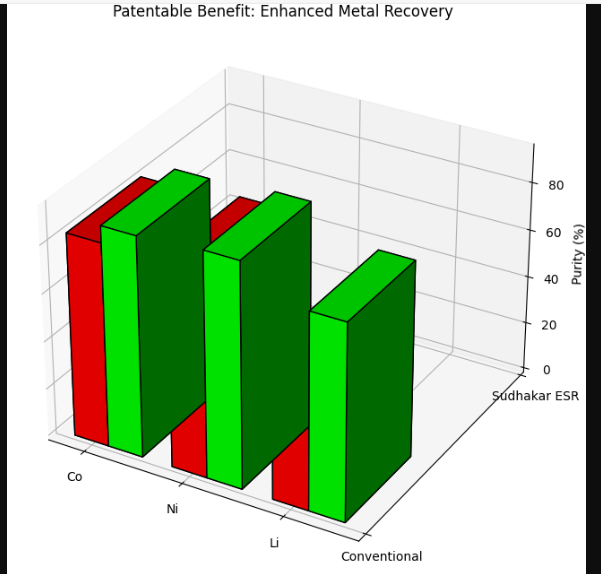 Patentable Benefit: Enhanced Metal Recovery
80
60
Purity (%)
40
20
0
Sudhakar ESR
Co
Ni
Li
Conventional